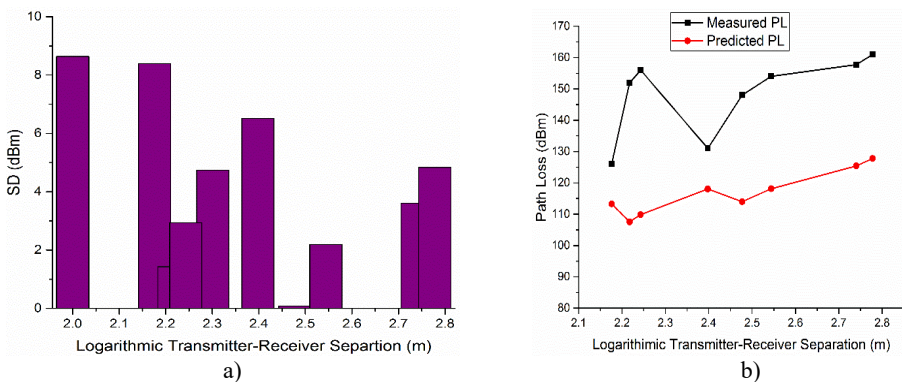 10
8
6
4
2
0
SD (dBm)
2.0 2.1 2.2 2.3 2.4 2.5 2.6 2.7 2.8
Logarithmic Transmitter-Receiver Separtion (m)
a)
Measured PL
Predicted PL
170
160
150
140
130
120
110
100
90
80
Path Loss (dBm)
2.1 2.2 2.3 2.4 2.5 2.6 2.7 2.8
Logarithimic Transmitter-Receiver Separation (m)
b)